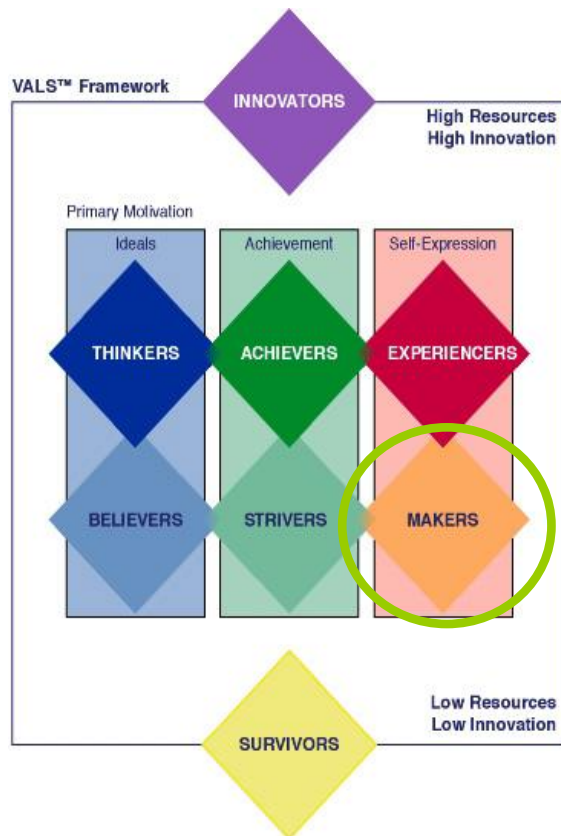 VALS™ Framework
INNOVATORS
High Resources
High Innovation
Primary Motivation
Ideals
Achievement
Self-Expression
THINKERS
ACHIEVERS
EXPERIENCERS
BELIEVERS
STRIVERS
MAKERS
Low Resources
Low Innovation
SURVIVORS